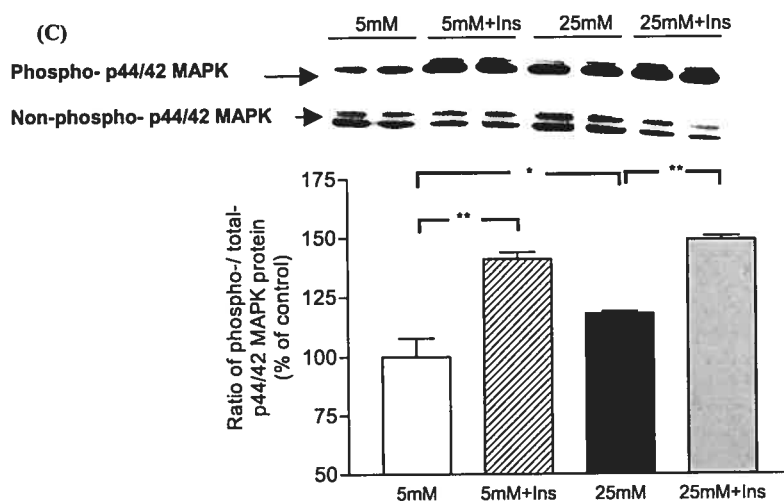 (C)
5mM 5mM+Ins 25mM 25mM+Ins
Phospho- p44/42 MAPK
Non-phospho- p44/42 MAPK
175
150
125
100
75
50
* ** **
Ratio of phospho-/ total-
p44/42 MAPK protein
(% of control)
5mM 5mM+Ins 25mM 25mM+Ins